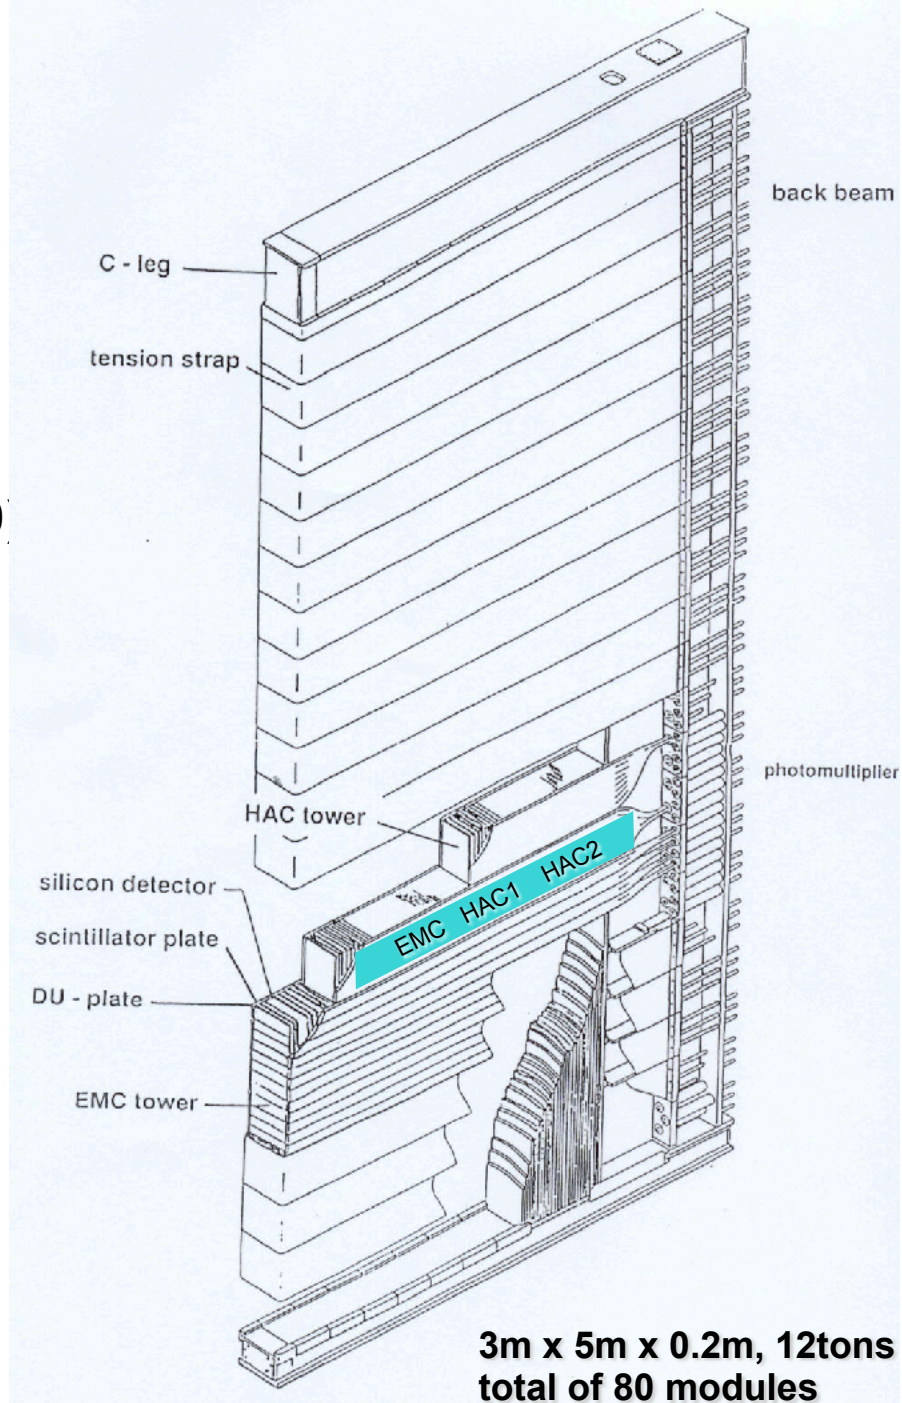 back beam
C - leg
tension strap
photomultiplier
HAC tower
silicon detector
EMC HAC1 HAC2
scintillator plate
DU - plate
EMC tower
3m x 5m x 0.2m, 12tons
total of 80 modules